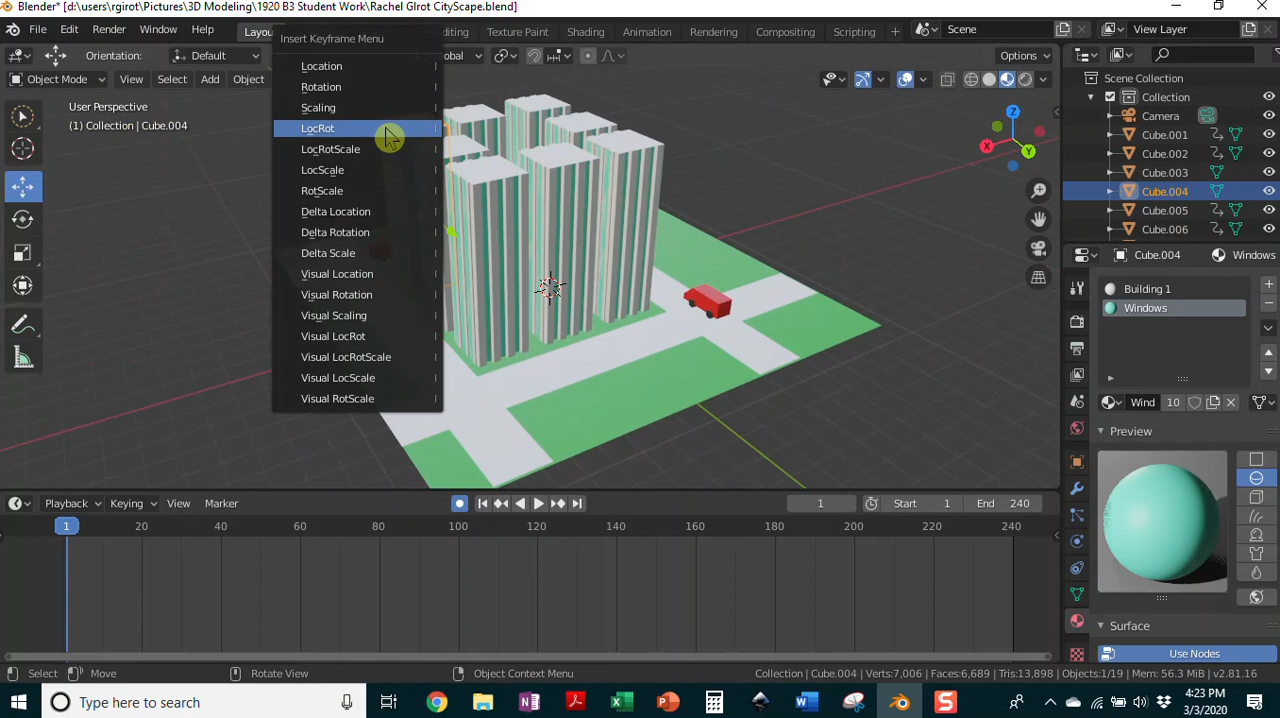 Blender* [d:\users\rgirot\Pictures\3D Modeling\1920 B3 Student Work\Rachel GIrot CityScape.blend]
File Edit Render Window Help Layou Texture Paint Shading Animation Rendering Compositing Scripting + Scene View Layer
Insert Keyframe Menu
Orientation: Default obal Options
Object Mode View Select Add Object
Location
Rotation
Scaling
LocRot
LocRotScale
LocScale
RotScale
Delta Location
Delta Rotation
Delta Scale
Visual Location
Visual Rotation
Visual Scaling
Visual LocRot
Visual LocRotScale
Visual LocScale
Visual RotScale
User Perspective
(1) Collection | Cube.004
X Y Z
Scene Collection
Collection
Camera
Cube.001
Cube.002
Cube.003
Cube.004
Cube.005
Cube.006
Cube.004 Windows
Building 1
Windows
Wind 10
Preview
Surface
Use Nodes
Playback Keying View Marker 1 Start 1 End 240
1 20 40 60 80 100 120 140 160 180 200 220 240
Select Move Rotate View Object Context Menu Collection | Cube.004 | Verts:7,006 | Faces:6,689 | Tris:13,898 | Objects:1/19 | Mem: 56.3 MiB | v2.81.16
Type here to search
4:23 PM
3/3/2020